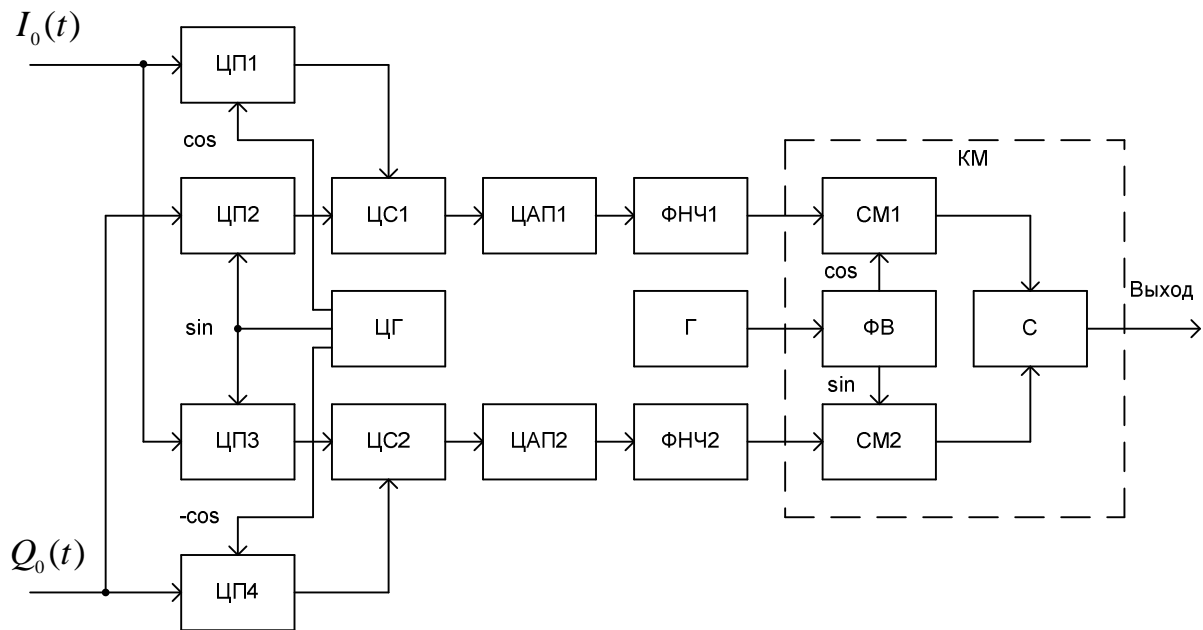 I₀(t)
ЦП1
cos
КМ
ЦП2
ЦС1
ЦАП1
ФНЧ1
СМ1
cos
Выход
sin
ЦГ
Г
ФВ
С
sin
ЦП3
ЦС2
ЦАП2
ФНЧ2
СМ2
-cos
Q₀(t)
ЦП4